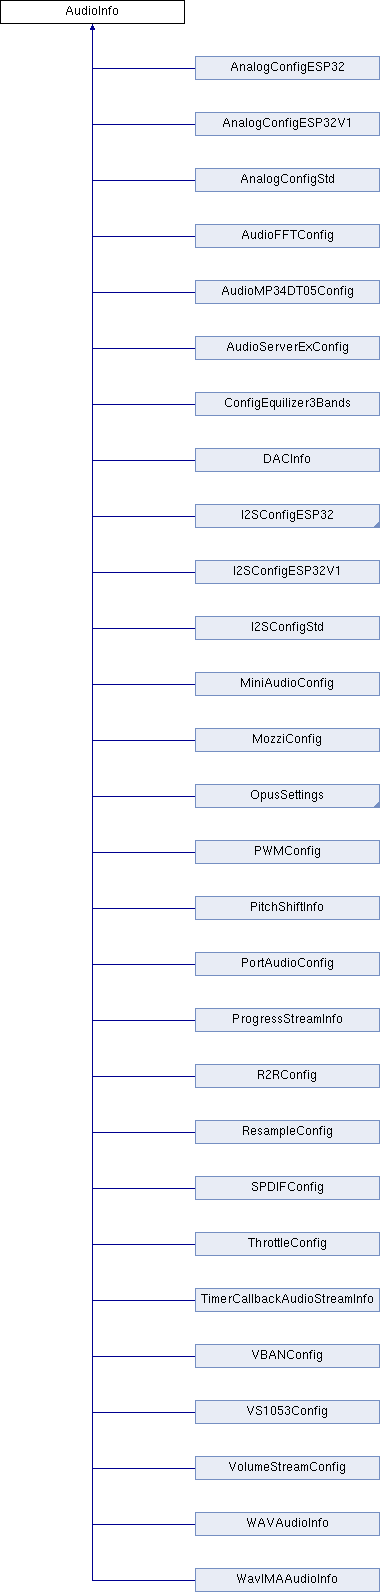 AudioInfo
AnalogConfigESP32
AnalogConfigESP32V1
AnalogConfigStd
AudioFFTConfig
AudioMP34DT05Config
AudioServerExConfig
ConfigEquilizer3Bands
DACInfo
I2SConfigESP32
I2SConfigESP32V1
I2SConfigStd
MiniAudioConfig
MozziConfig
OpusSettings
PWMConfig
PitchShiftInfo
PortAudioConfig
ProgressStreamInfo
R2RConfig
ResampleConfig
SPDIFConfig
ThrottleConfig
TimerCallbackAudioStreamInfo
VBANConfig
VS1053Config
VolumeStreamConfig
WAVAudioInfo
WavIMAAudioInfo